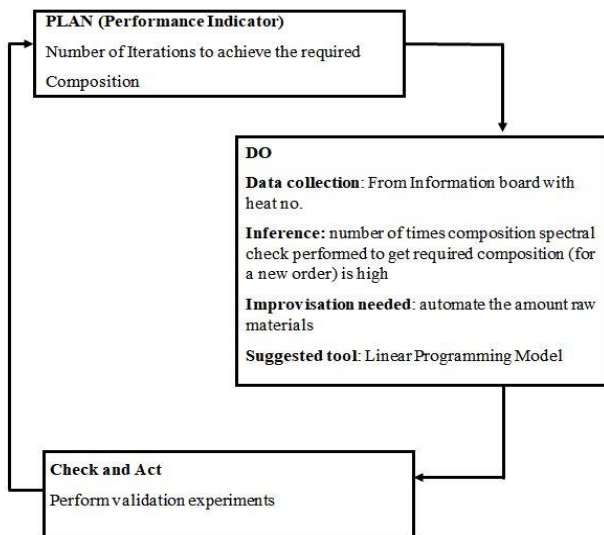 PLAN (Performance Indicator)
Number of Iterations to achieve the required
Composition
DO
Data collection: From Information board with
heat no.
Inference: number of times composition spectral
check performed to get required composition (for
a new order) is high
Improvisation needed: automate the amount raw
materials
Suggested tool: Linear Programming Model
Check and Act
Perform validation experiments